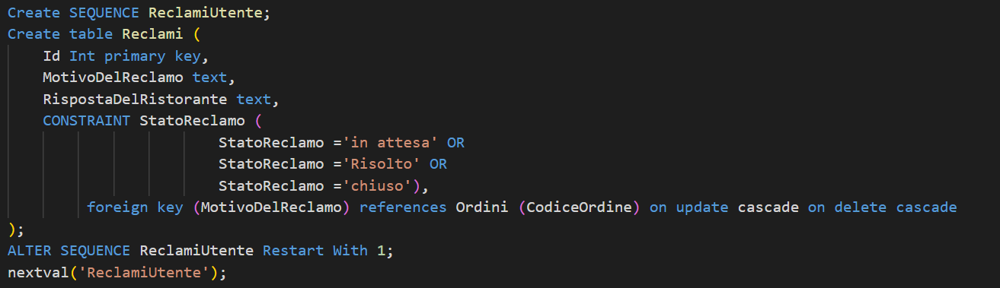 Create SEQUENCE ReclamiUtente;
Create table Reclami (
    Id Int primary key,
    MotivoDelReclamo text,
    RispostaDelRistorante text,
    CONSTRAINT StatoReclamo (
                        StatoReclamo ='in attesa' OR
                        StatoReclamo ='Risolto' OR
                        StatoReclamo ='chiuso'),
         foreign key (MotivoDelReclamo) references Ordini (CodiceOrdine) on update cascade on delete cascade
);
ALTER SEQUENCE ReclamiUtente Restart With 1;
nextval('ReclamiUtente');